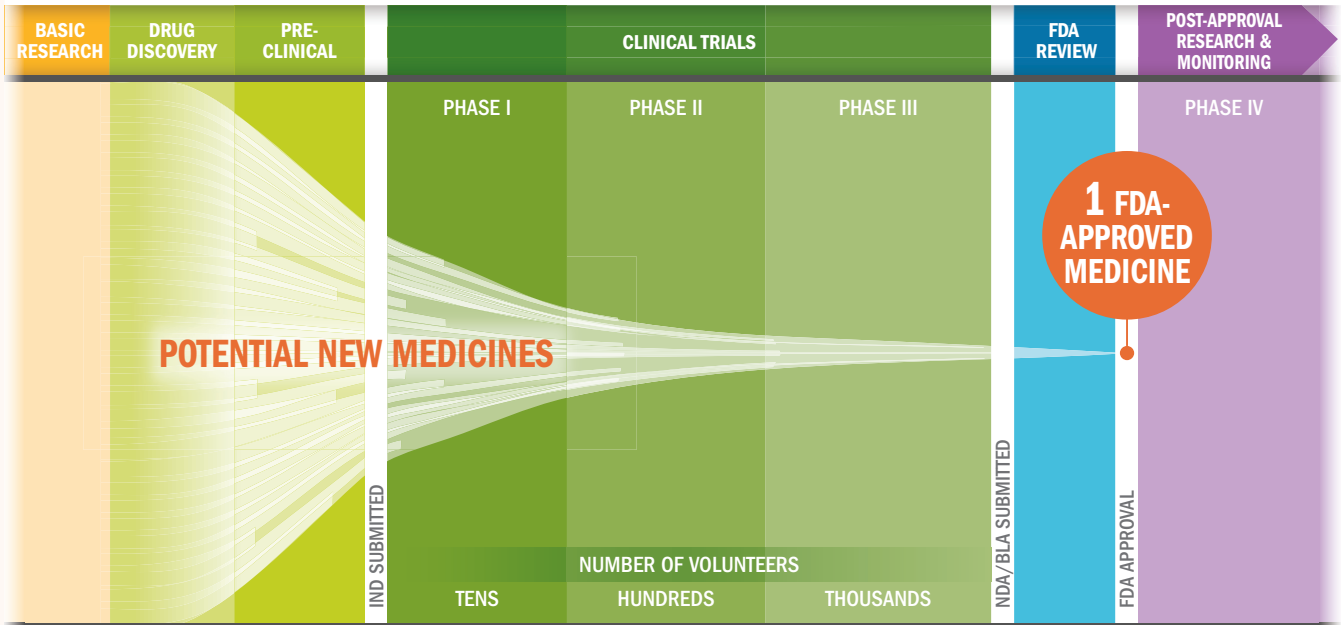 BASIC
RESEARCH
DRUG
DISCOVERY
PRE-
CLINICAL
CLINICAL TRIALS
FDA
REVIEW
POST-APPROVAL
RESEARCH &
MONITORING
PHASE I
PHASE II
PHASE III
PHASE IV
1 FDA-
APPROVED
MEDICINE
POTENTIAL NEW MEDICINES
IND SUBMITTED
NDA/BLA SUBMITTED
FDA APPROVAL
NUMBER OF VOLUNTEERS
TENS
HUNDREDS
THOUSANDS